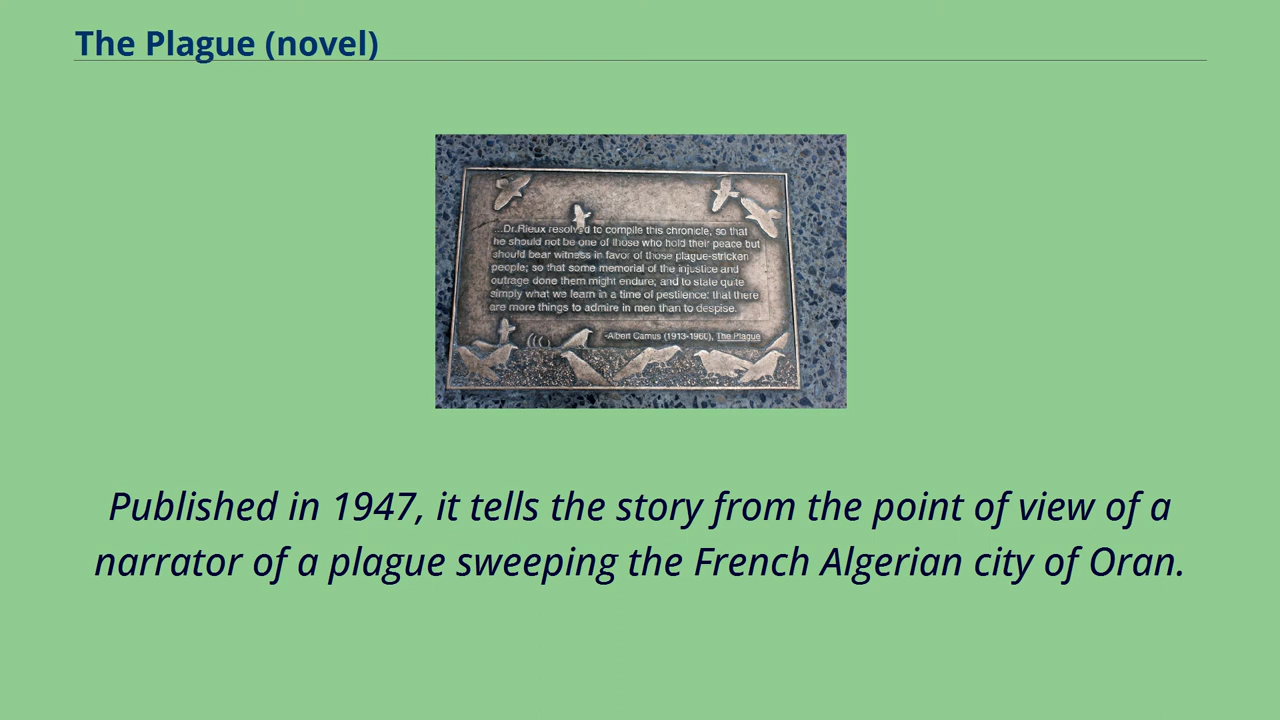 The Plague (novel)
...Dr.Rieux resolved to compile this chronicle, so that
he should not be one of those who hold their peace but
should bear witness in favor of those plague-stricken
people; so that some memorial of the injustice and
outrage done them might endure; and to state quite
simply what we learn in a time of pestilence: that there
are more things to admire in men than to despise.
-Albert Camus (1913-1960), The Plague
Published in 1947, it tells the story from the point of view of a
narrator of a plague sweeping the French Algerian city of Oran.